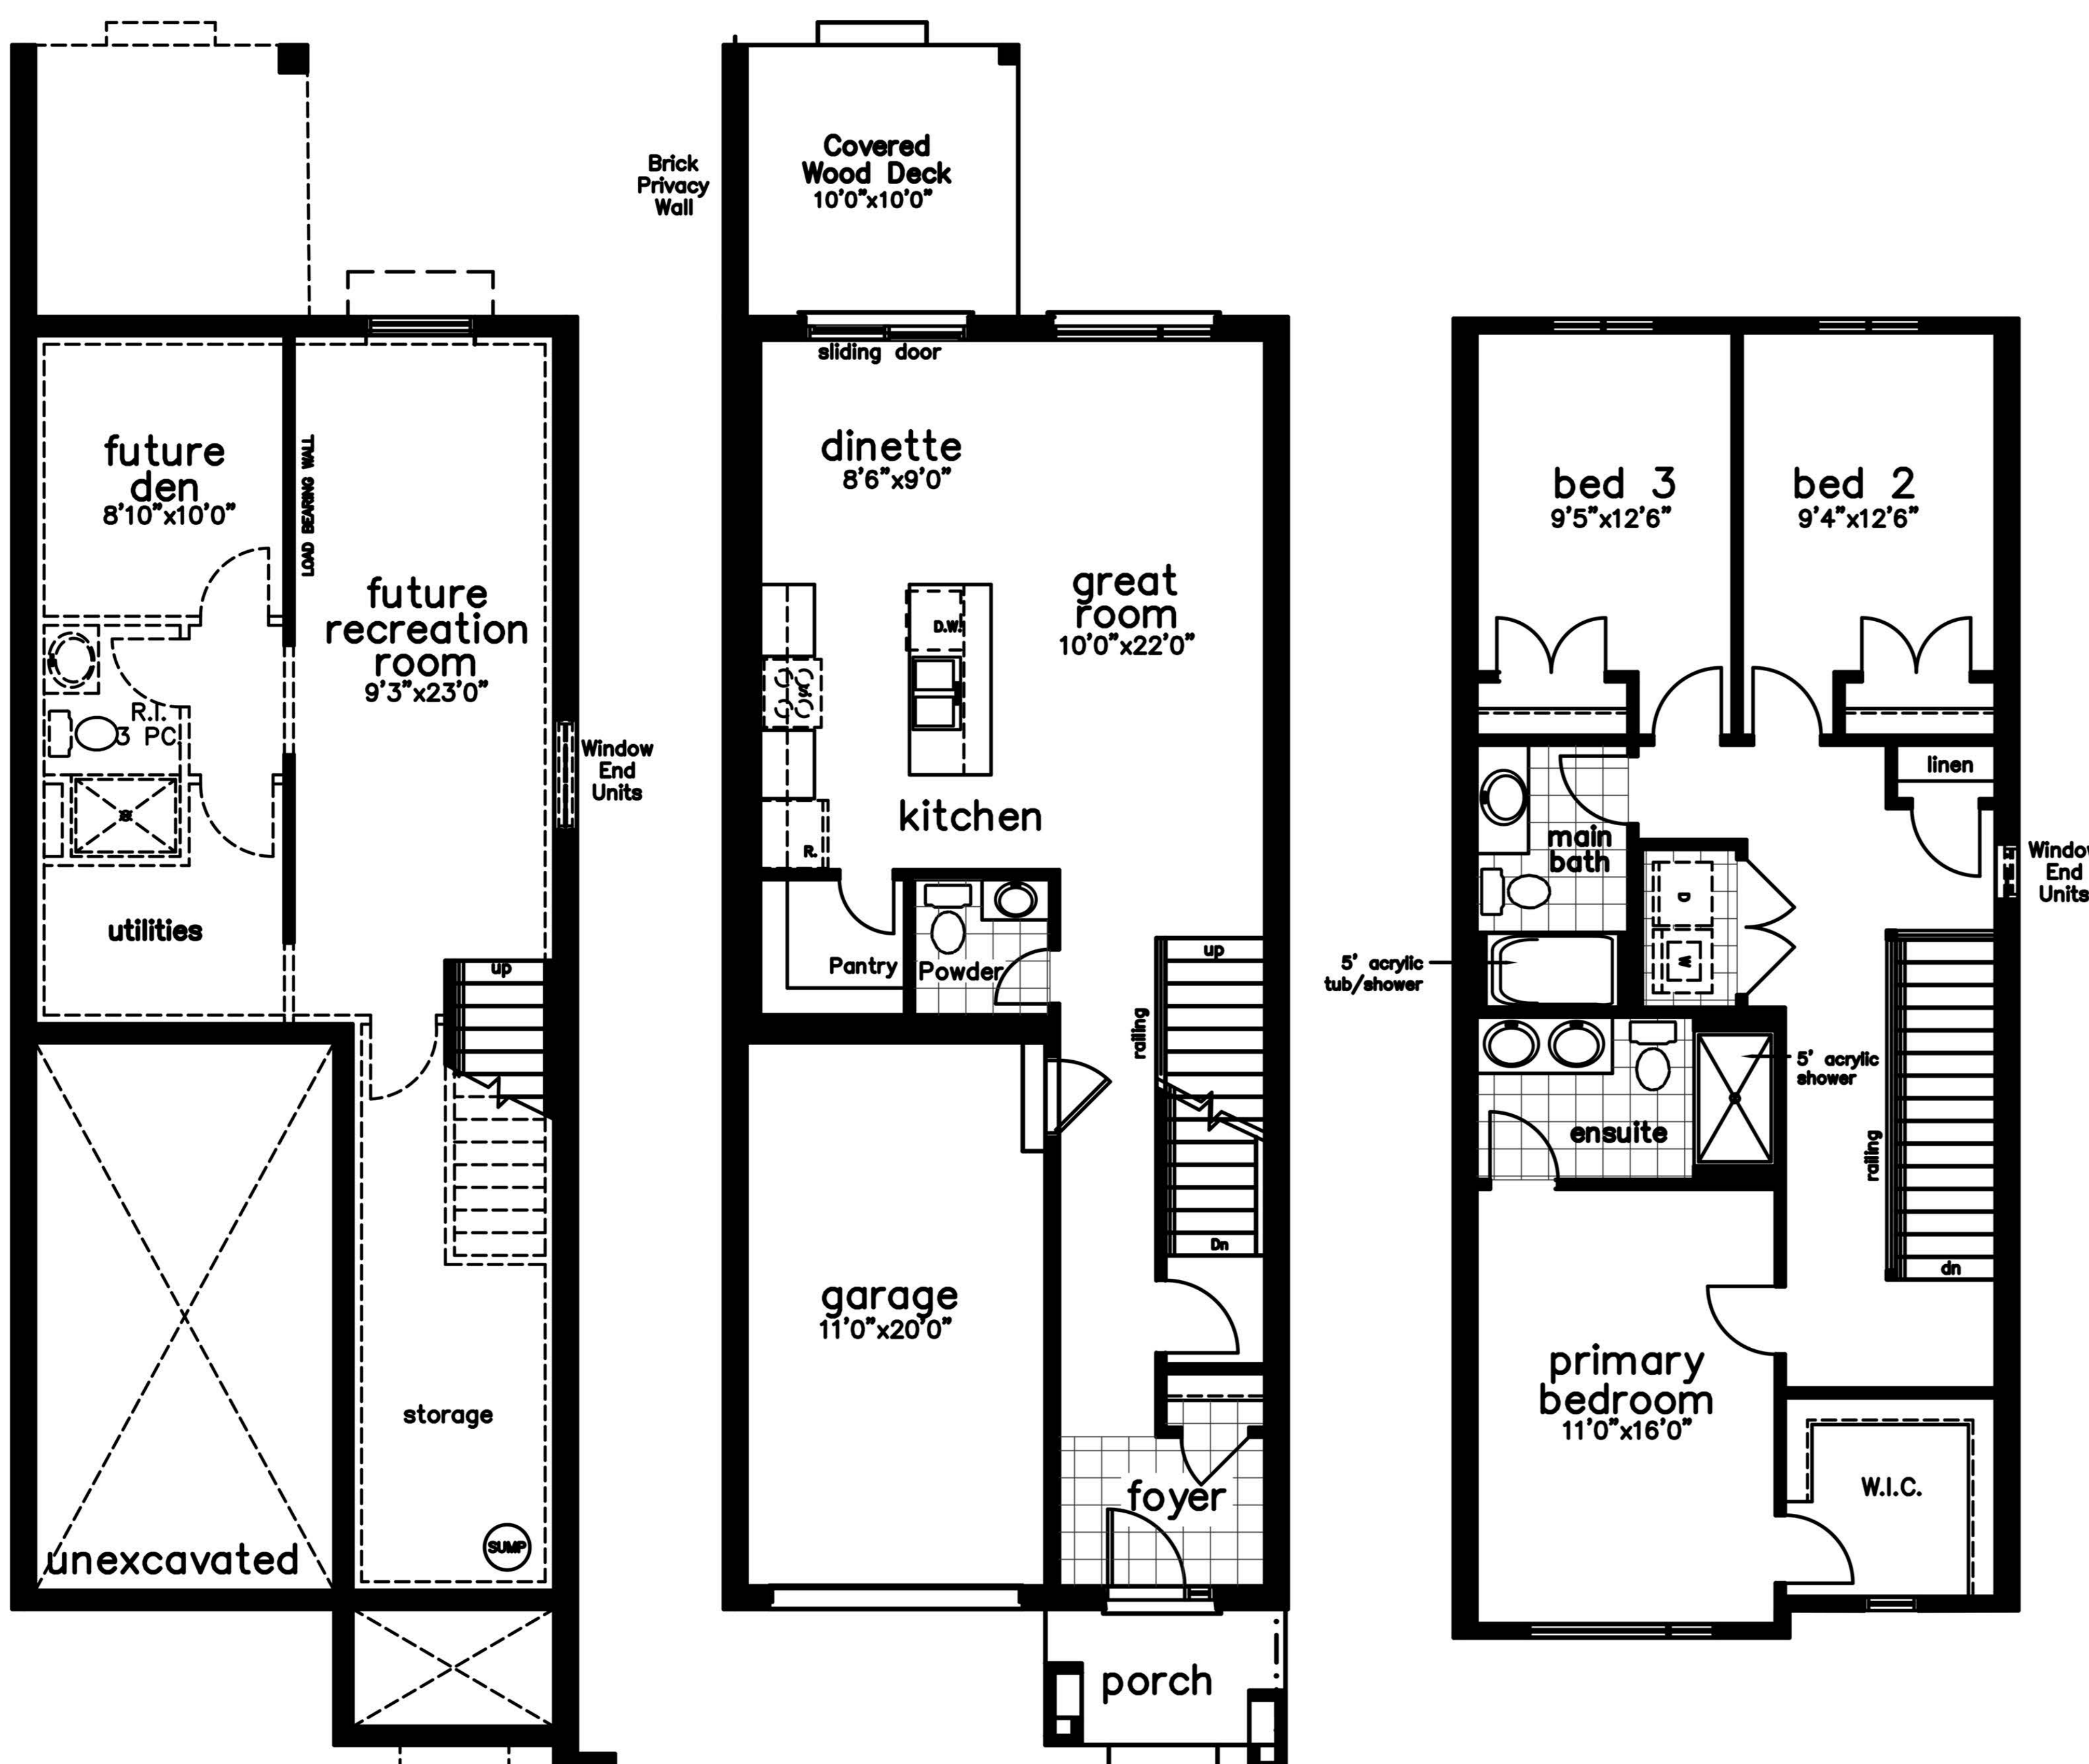 future
den
8'10"x10'0"
LOAD BEARING WALL
future
recreation
room
9'3"x23'0"
R.I.
3 PC.
Window
End
Units
utilities
up
storage
SUMP
unexcavated
Brick
Privacy
Wall
Covered
Wood Deck
10'0"x10'0"
sliding door
dinette
8'6"x9'0"
great
room
10'0"x22'0"
D.W.
S.
kitchen
R.
Pantry
Powder
up
railing
Dn
garage
11'0"x20'0"
foyer
porch
bed 3
9'5"x12'6"
bed 2
9'4"x12'6"
linen
main
bath
D
W
Window
End
Units
5' acrylic
tub/shower
5' acrylic
shower
ensuite
railing
dn
primary
bedroom
11'0"x16'0"
W.I.C.